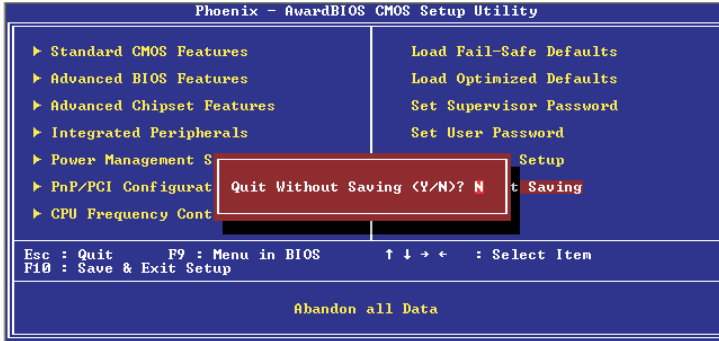 Phoenix - AwardBIOS CMOS Setup Utility
► Standard CMOS Features
► Advanced BIOS Features
► Advanced Chipset Features
► Integrated Peripherals
► Power Management S
► PnP/PCI Configurat
► CPU Frequency Cont
Load Fail-Safe Defaults
Load Optimized Defaults
Set Supervisor Password
Set User Password
Setup
t Saving
Quit Without Saving (Y/N)? N
Esc : Quit F9 : Menu in BIOS ↑ ↓ → ← : Select Item
F10 : Save & Exit Setup
Abandon all Data